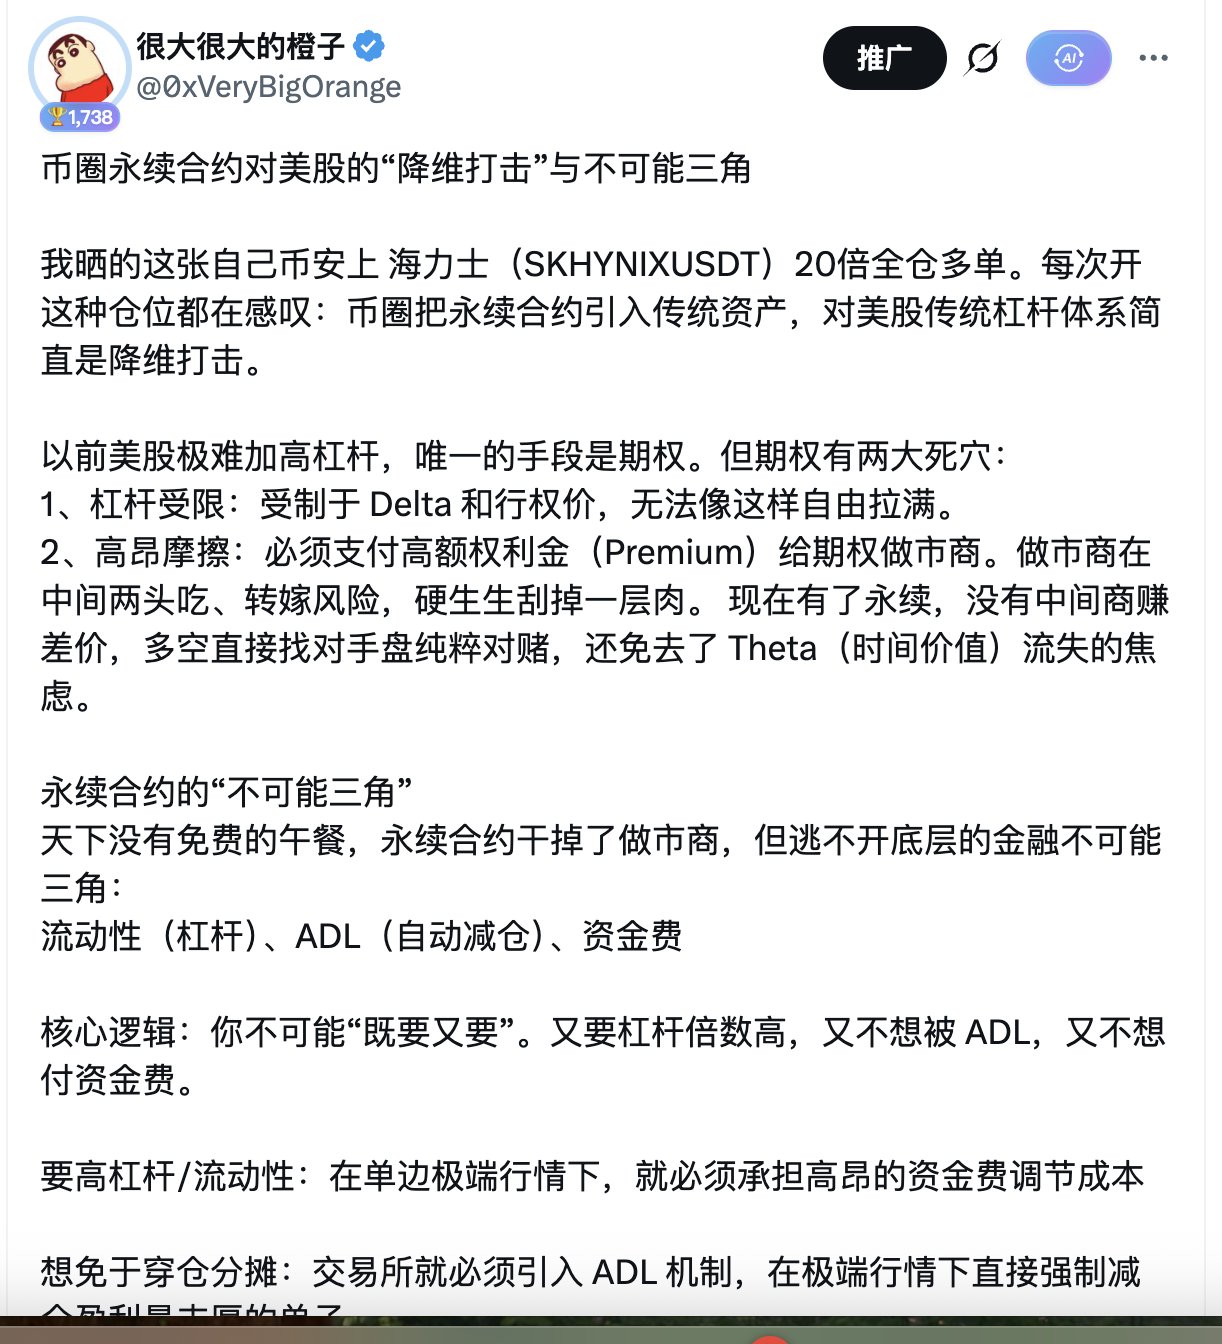 很大很大的橙子
@0xVeryBigOrange
推广
AI
1,738
币圈永续合约对美股的“降维打击”与不可能三角
我晒的这张自己币安上 海力士（SKHYNIXUSDT）20倍全仓多单。每次开
这种仓位都在感叹：币圈把永续合约引入传统资产，对美股传统杠杆体系简
直是降维打击。
以前美股极难加高杠杆，唯一的手段是期权。但期权有两大死穴：
1、杠杆受限：受制于 Delta 和行权价，无法像这样自由拉满。
2、高昂摩擦：必须支付高额权利金（Premium）给期权做市商。做市商在
中间两头吃、转嫁风险，硬生生刮掉一层肉。 现在有了永续，没有中间商赚
差价，多空直接找对手盘纯粹对赌，还免去了 Theta（时间价值）流失的焦
虑。
永续合约的“不可能三角”
天下没有免费的午餐，永续合约干掉了做市商，但逃不开底层的金融不可能
三角：
流动性（杠杆）、ADL（自动减仓）、资金费
核心逻辑：你不可能“既要又要”。又要杠杆倍数高，又不想被 ADL，又不想
付资金费。
要高杠杆/流动性：在单边极端行情下，就必须承担高昂的资金费调节成本
想免于穿仓分摊：交易所就必须引入 ADL 机制，在极端行情下直接强制减